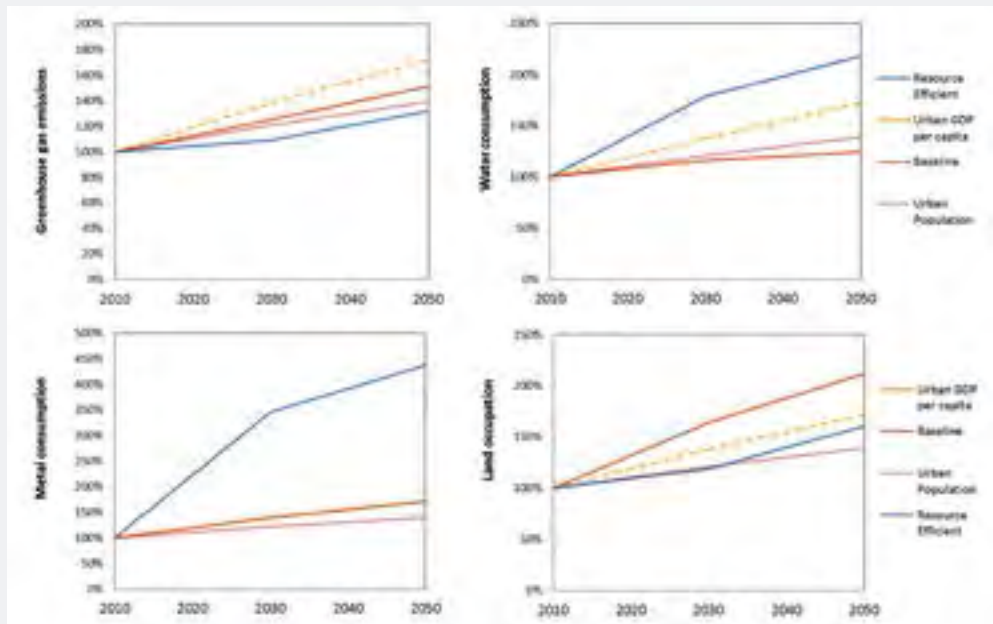 Greenhouse gas emissions
200%
180%
160%
140%
120%
100%
80%
60%
40%
20%
0%
2010 2020 2030 2040 2050
Water consumption
250%
200%
150%
100%
50%
0%
2010 2020 2030 2040 2050
Resource
Efficient
Urban GDP
per capita
Baseline
Urban
Population
Metal consumption
500%
450%
400%
350%
300%
250%
200%
150%
100%
50%
0%
2010 2020 2030 2040 2050
Land occupation
250%
200%
150%
100%
50%
0%
2010 2020 2030 2040 2050
Urban GDP
per capita
Baseline
Urban
Population
Resource
Efficient